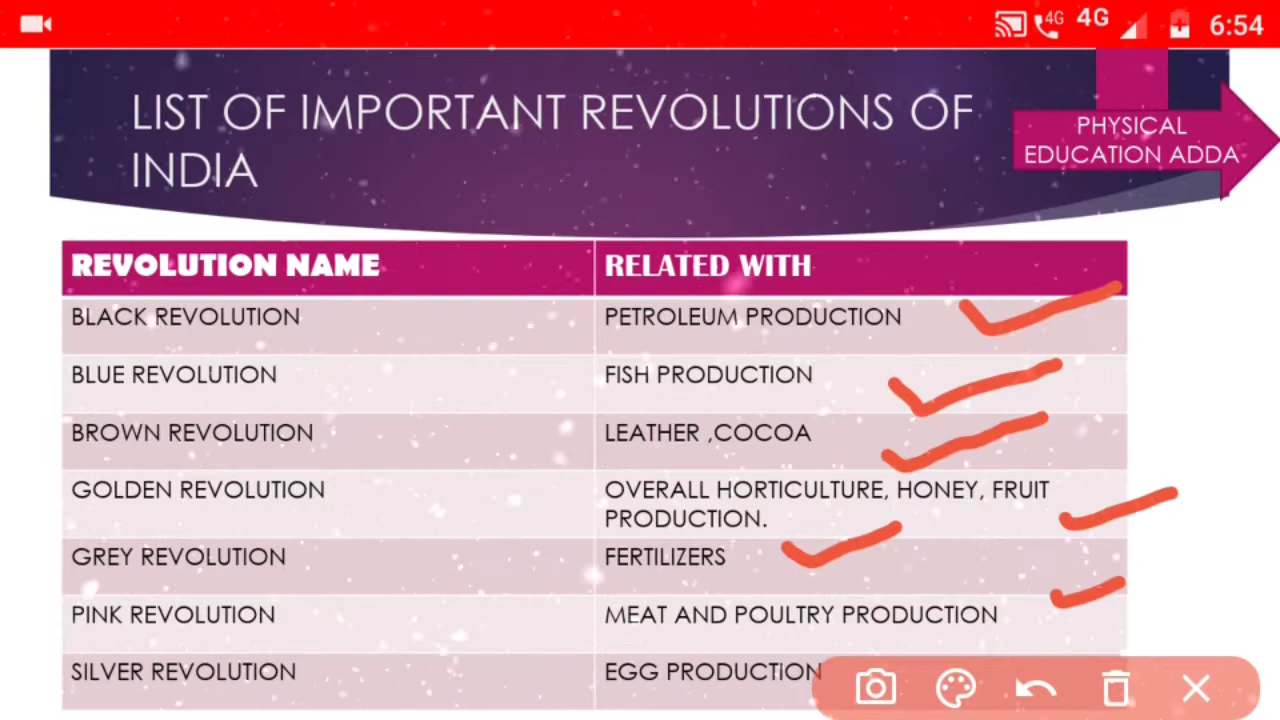 4G 4G 6:54
LIST OF IMPORTANT REVOLUTIONS OF
INDIA
PHYSICAL
EDUCATION ADDA
REVOLUTION NAME RELATED WITH
BLACK REVOLUTION PETROLEUM PRODUCTION
BLUE REVOLUTION FISH PRODUCTION
BROWN REVOLUTION LEATHER ,COCOA
GOLDEN REVOLUTION OVERALL HORTICULTURE, HONEY, FRUIT
PRODUCTION.
GREY REVOLUTION FERTILIZERS
PINK REVOLUTION MEAT AND POULTRY PRODUCTION
SILVER REVOLUTION EGG PRODUCTION